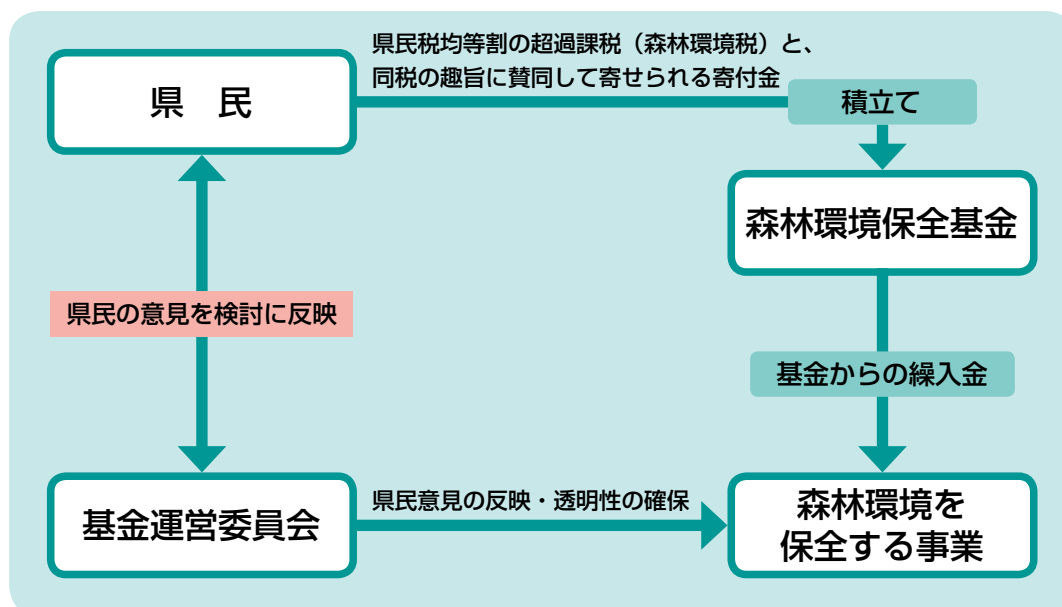 県民税均等割の超過課税（森林環境税）と、
同税の趣旨に賛同して寄せられる寄付金
県　民
積立て
森林環境保全基金
県民の意見を検討に反映
基金からの繰入金
基金運営委員会
県民意見の反映・透明性の確保
森林環境を
保全する事業